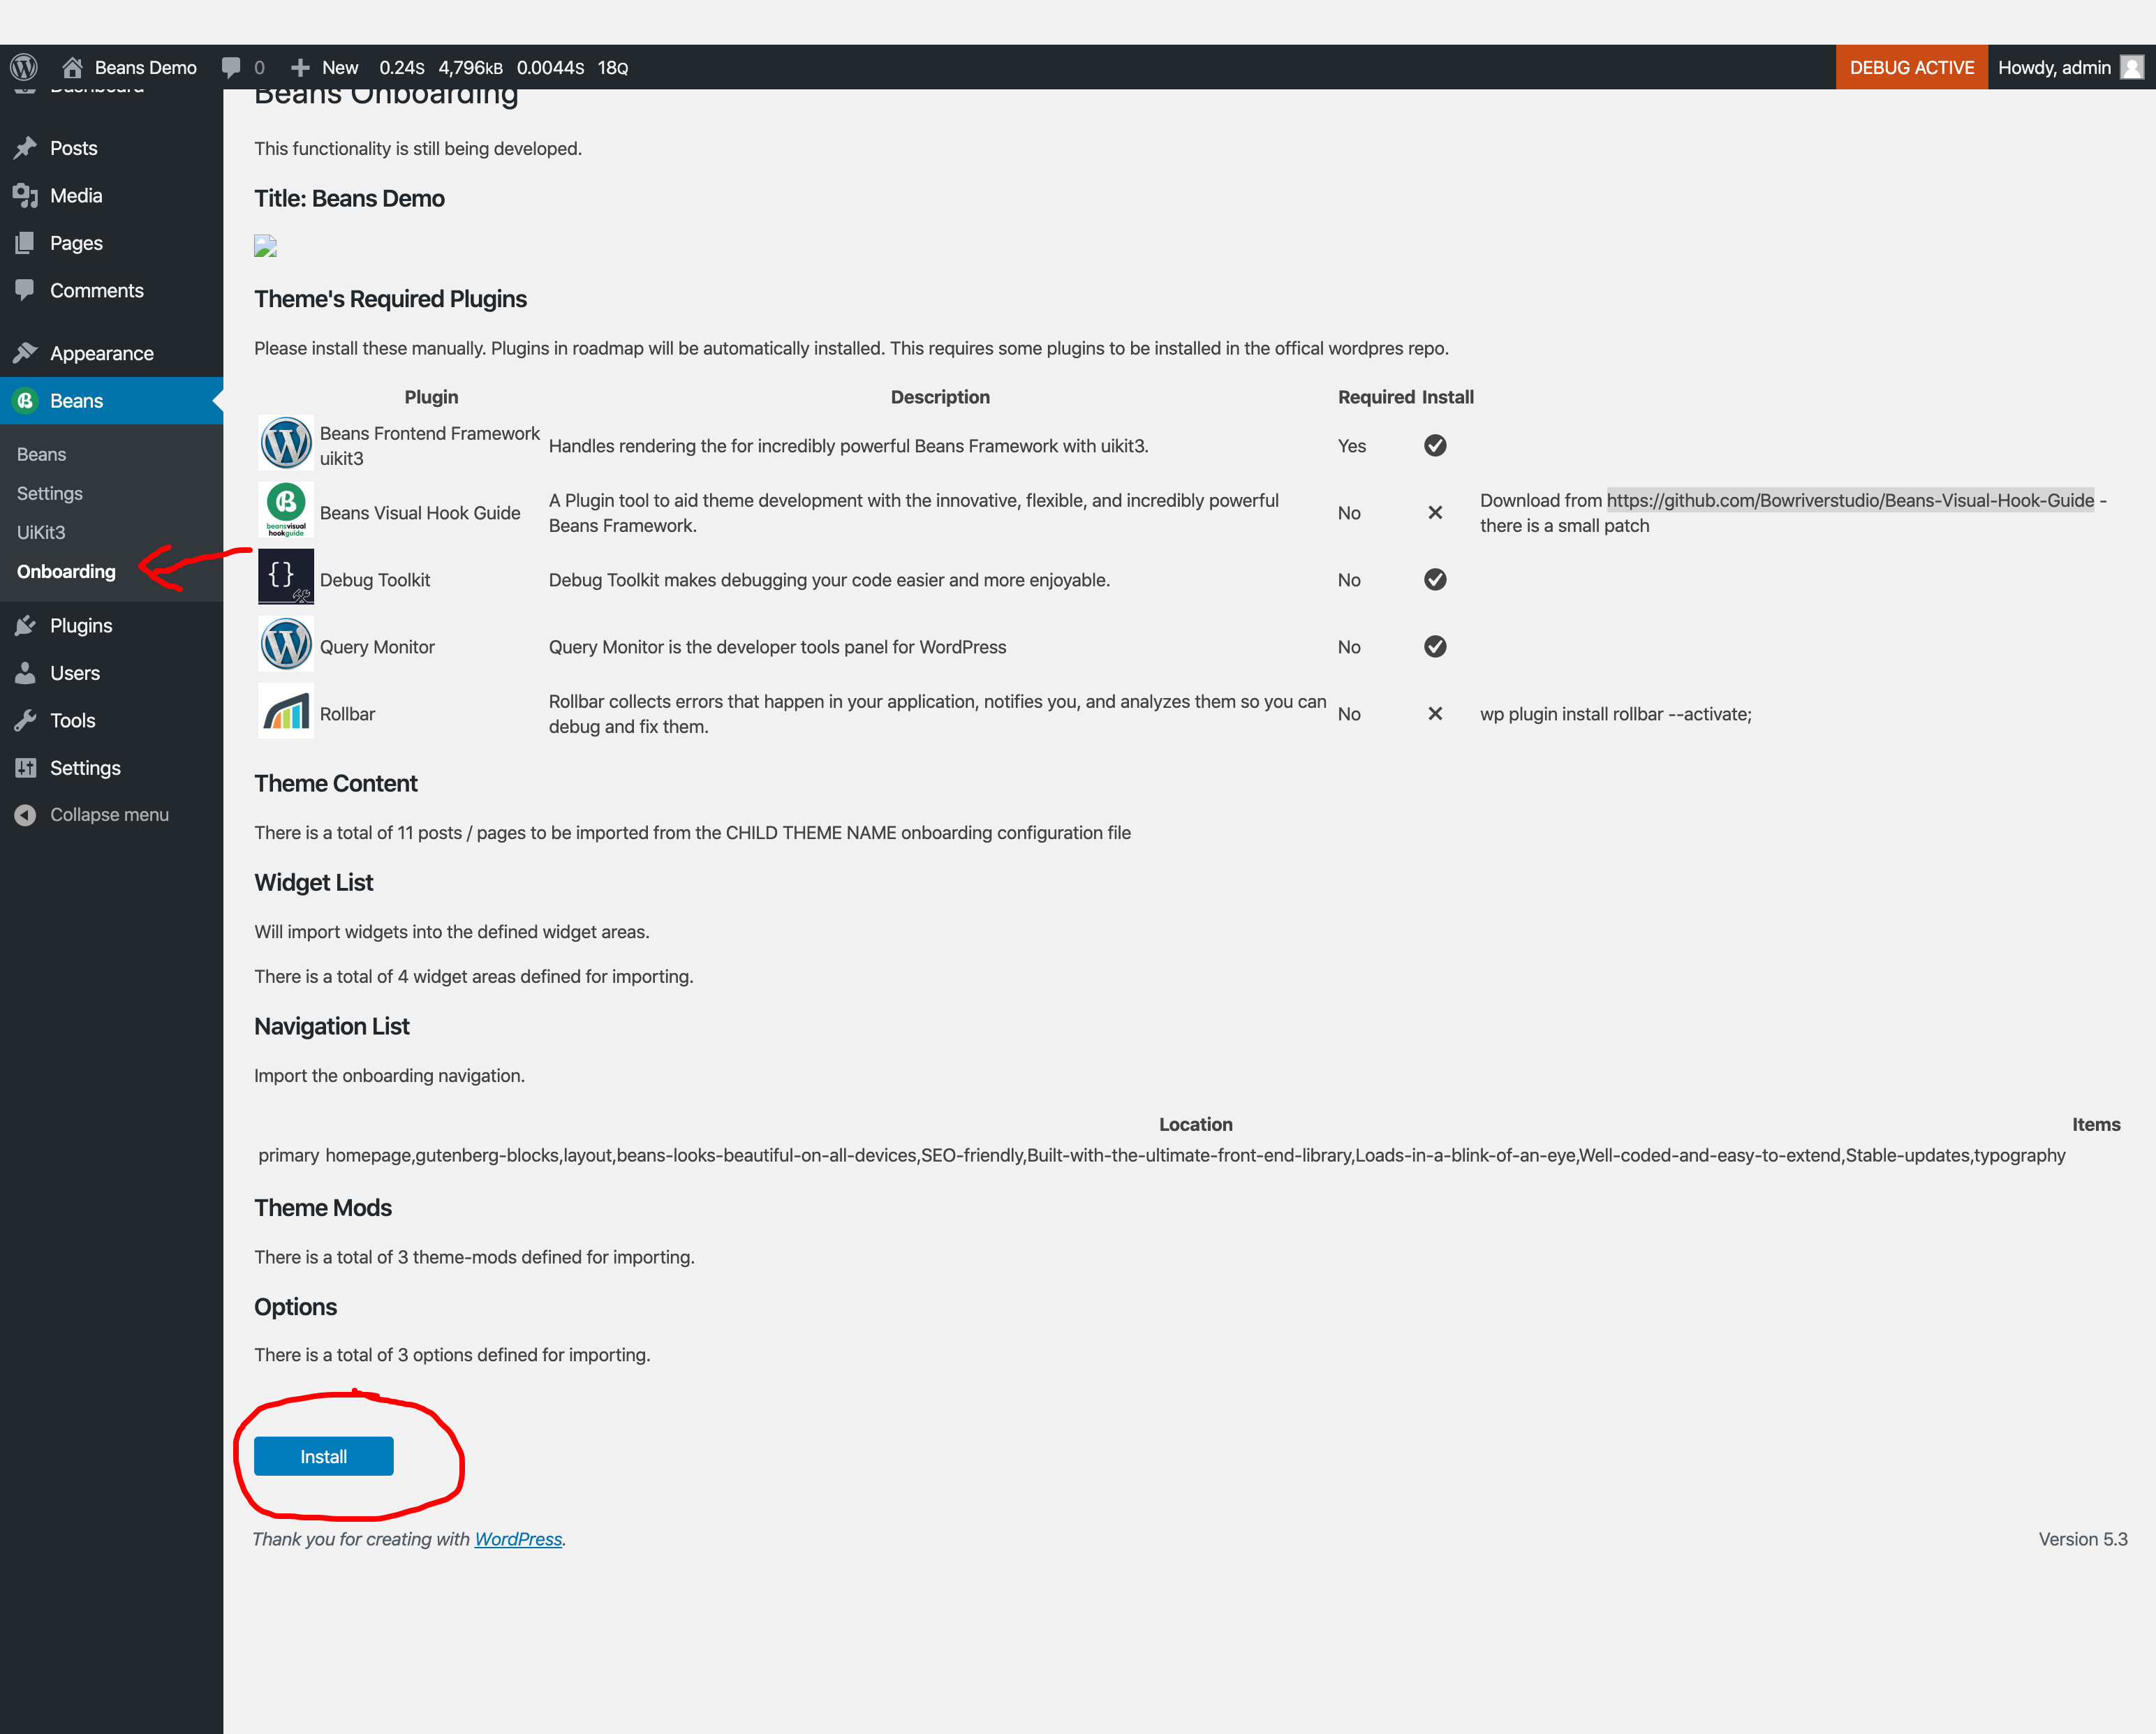 Beans Demo 0 New 0.24S 4,796KB 0.0044S 18Q DEBUG ACTIVE Howdy, admin
Dashboard
Posts
Media
Pages
Comments
Appearance
Beans
Beans
Settings
UiKit3
Onboarding
Plugins
Users
Tools
Settings
Collapse menu
Beans Onboarding
This functionality is still being developed.
Title: Beans Demo
Theme's Required Plugins
Please install these manually. Plugins in roadmap will be automatically installed. This requires some plugins to be installed in the offical wordpres repo.
Plugin Description Required Install
Beans Frontend Framework
uikit3
Handles rendering the for incredibly powerful Beans Framework with uikit3.
Yes
beansvisual
hookguide
Beans Visual Hook Guide
A Plugin tool to aid theme development with the innovative, flexible, and incredibly powerful
Beans Framework.
No
Download from https://github.com/Bowriverstudio/Beans-Visual-Hook-Guide -
there is a small patch
{}
Debug Toolkit
Debug Toolkit makes debugging your code easier and more enjoyable.
No
Query Monitor
Query Monitor is the developer tools panel for WordPress
No
Rollbar
Rollbar collects errors that happen in your application, notifies you, and analyzes them so you can
debug and fix them.
No
wp plugin install rollbar --activate;
Theme Content
There is a total of 11 posts / pages to be imported from the CHILD THEME NAME onboarding configuration file
Widget List
Will import widgets into the defined widget areas.
There is a total of 4 widget areas defined for importing.
Navigation List
Import the onboarding navigation.
Location Items
primary homepage,gutenberg-blocks,layout,beans-looks-beautiful-on-all-devices,SEO-friendly,Built-with-the-ultimate-front-end-library,Loads-in-a-blink-of-an-eye,Well-coded-and-easy-to-extend,Stable-updates,typography
Theme Mods
There is a total of 3 theme-mods defined for importing.
Options
There is a total of 3 options defined for importing.
Install
Thank you for creating with WordPress.
Version 5.3